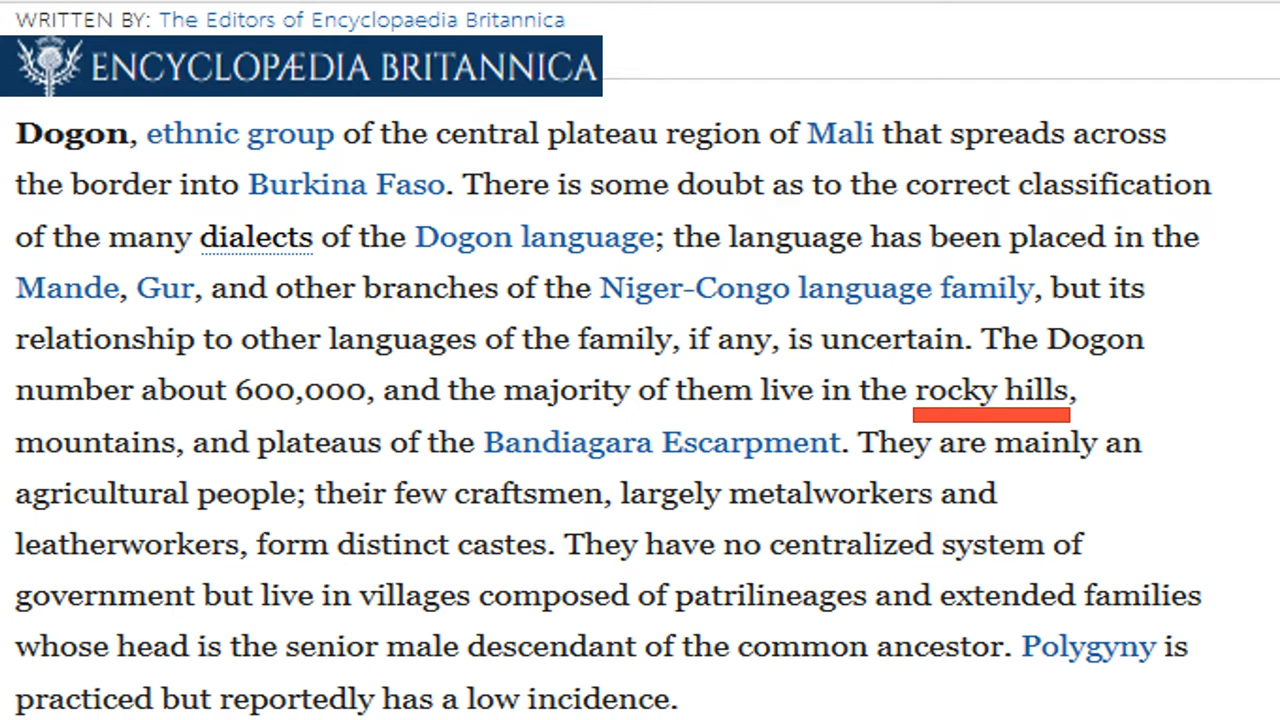 WRITTEN BY: The Editors of Encyclopaedia Britannica
ENCYCLOPÆDIA BRITANNICA
Dogon, ethnic group of the central plateau region of Mali that spreads across
the border into Burkina Faso. There is some doubt as to the correct classification
of the many dialects of the Dogon language; the language has been placed in the
Mande, Gur, and other branches of the Niger-Congo language family, but its
relationship to other languages of the family, if any, is uncertain. The Dogon
number about 600,000, and the majority of them live in the rocky hills,
mountains, and plateaus of the Bandiagara Escarpment. They are mainly an
agricultural people; their few craftsmen, largely metalworkers and
leatherworkers, form distinct castes. They have no centralized system of
government but live in villages composed of patrilineages and extended families
whose head is the senior male descendant of the common ancestor. Polygyny is
practiced but reportedly has a low incidence.